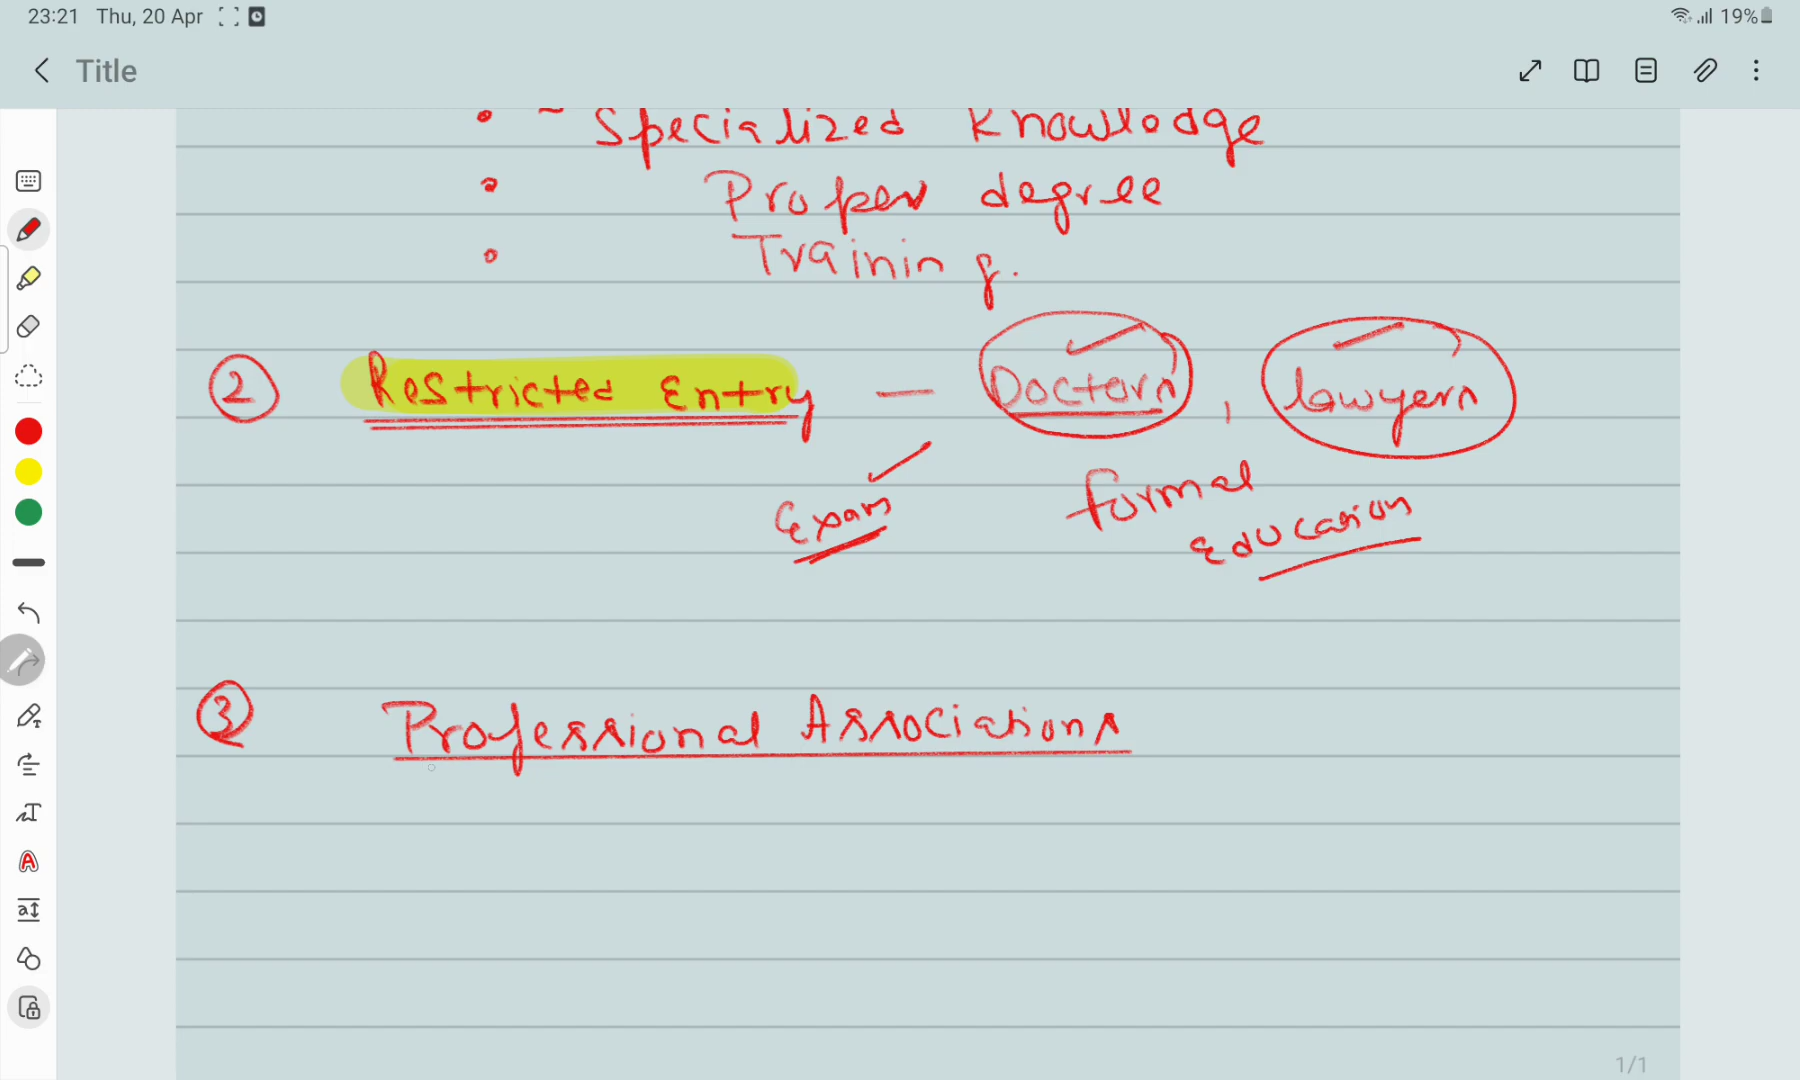 23:21 Thu, 20 Apr 19%
Title
• ~ Specialized Knowledge
• Proper degree
• Training.
② Restricted Entry — Doctors, lawyers
Exam formal
education
③ Professional Associations
1/1